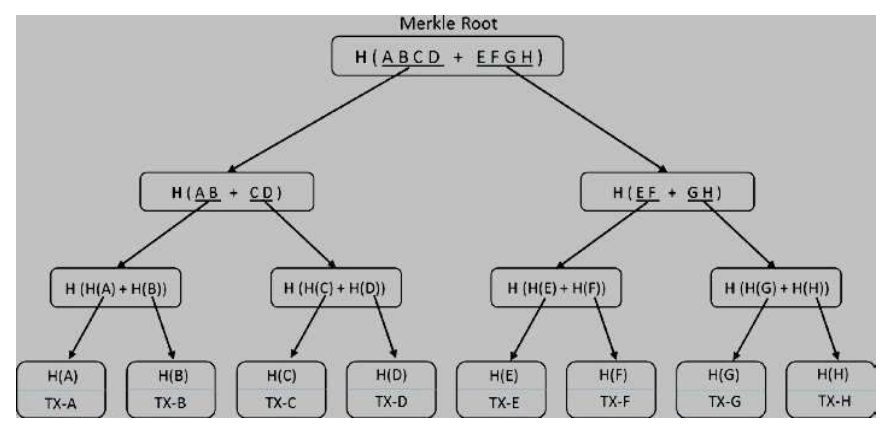 Merkle Root
H ( A B C D + E F G H )
H ( A B + C D )
H ( E F + G H )
H (H(A) + H(B))
H (H(C) + H(D))
H (H(E) + H(F))
H (H(G) + H(H))
H(A)
TX-A
H(B)
TX-B
H(C)
TX-C
H(D)
TX-D
H(E)
TX-E
H(F)
TX-F
H(G)
TX-G
H(H)
TX-H